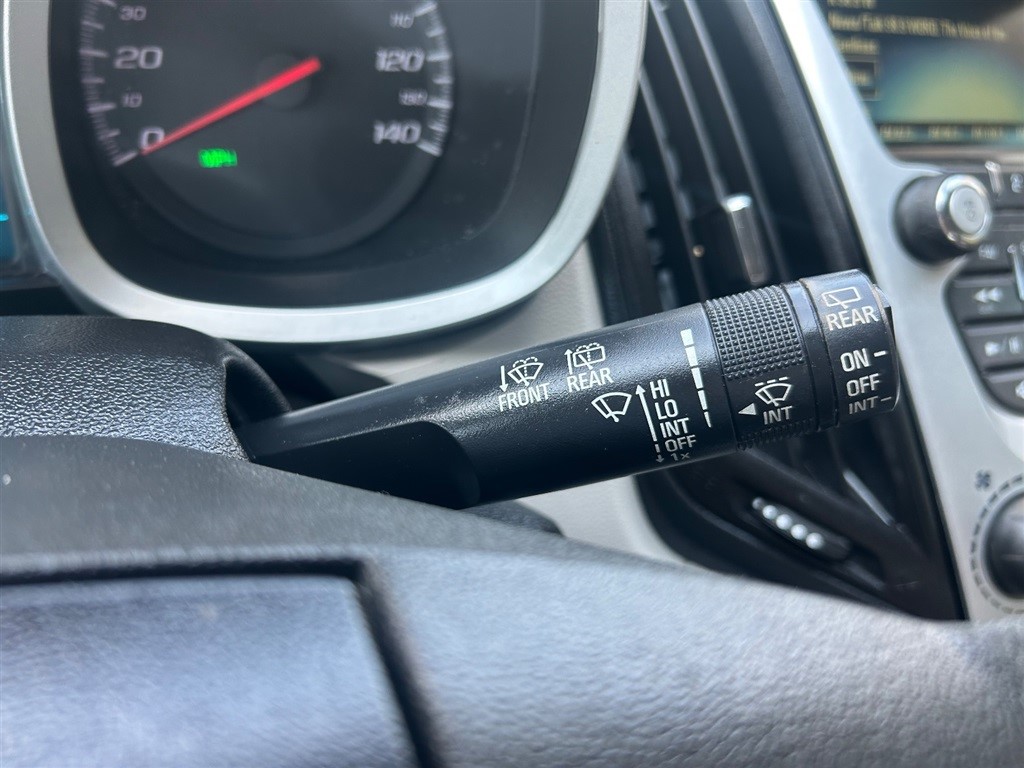 30
20
10
0
MPH
110
120
130
140
FRONT
REAR
HI
LO
INT
OFF
1x
INT
REAR
ON
OFF
INT